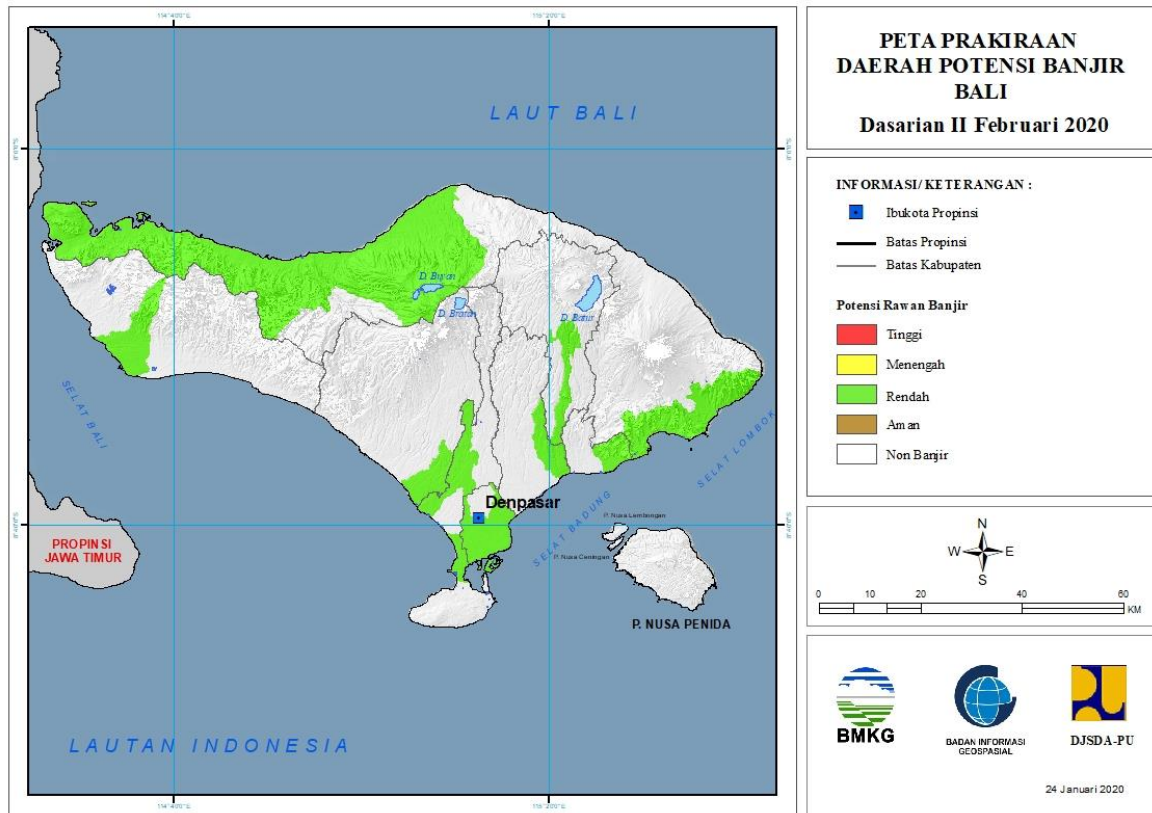 PETA PRAKIRAAN
DAERAH POTENSI BANJIR
BALI
Dasarian II Februari 2020
INFORMASI/ KETERANGAN :
Ibukota Propinsi
Batas Propinsi
Batas Kabupaten
Potensi Rawan Banjir
Tinggi
Menengah
Rendah
Aman
Non Banjir
N
W
E
S
0
10
20
40
60
KM
BMKG
BADAN INFORMASI
GEOSPASIAL
DJSDA-PU
24 Januari 2020
LAUT BALI
D. Buyan
D. Bratan
D. Batur
SELAT BALI
SELAT LOMBOK
SELAT BADUNG
Denpasar
P. Nusa Lembongan
P. Nusa Ceningan
P. NUSA PENIDA
PROPINSI
JAWA TIMUR
LAUTAN INDONESIA